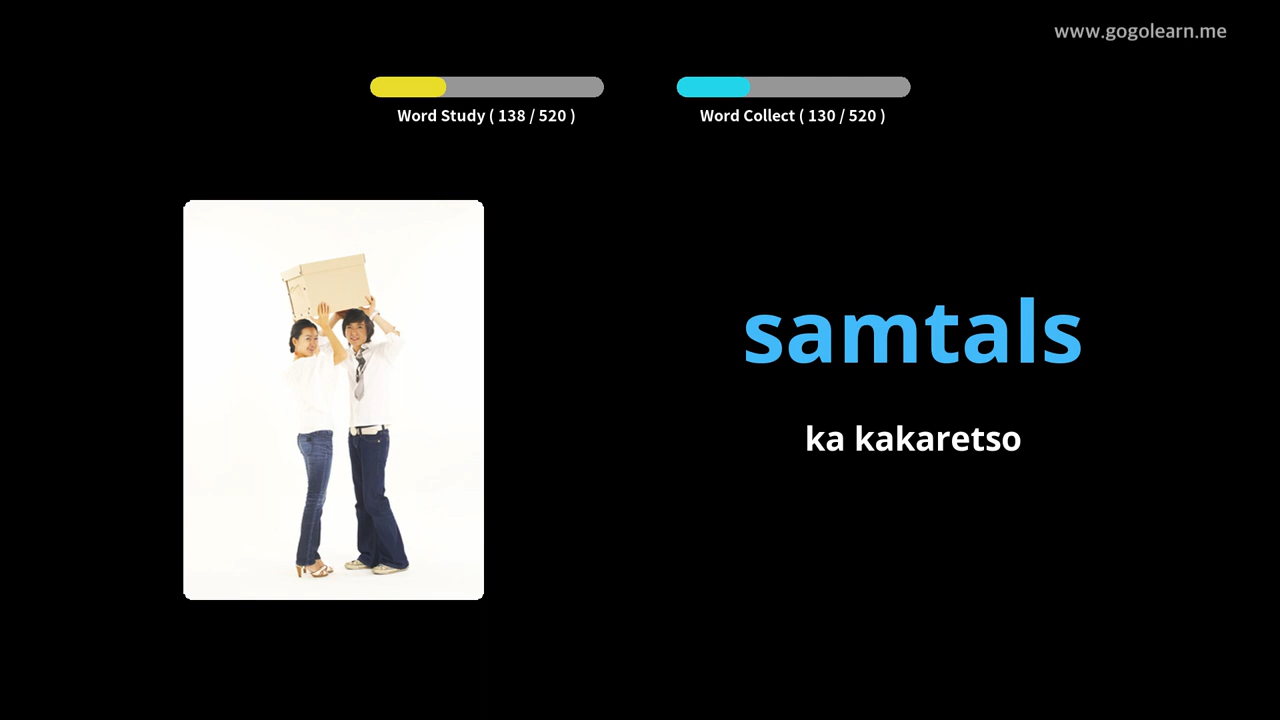 www.gogolearn.me
Word Study ( 138 / 520 )
Word Collect ( 130 / 520 )
samtals
ka kakaretso